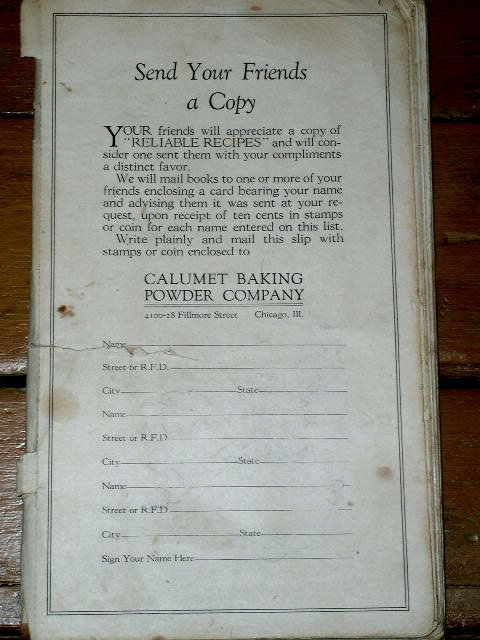 Send Your Friends
a Copy
YOUR friends will appreciate a copy of
"RELIABLE RECIPES" and will con-
sider one sent them with your compliments
a distinct favor.
We will mail books to one or more of your
friends enclosing a card bearing your name
and advising them it was sent at your re-
quest, upon receipt of ten cents in stamps
or coin for each name entered on this list.
Write plainly and mail this slip with
stamps or coin enclosed to
CALUMET BAKING
POWDER COMPANY
4100-28 Fillmore Street Chicago, Ill.
Name
Street or R.F.D.
City State
Name
Street or R.F.D
City State
Name
Street or R.F.D.
City State
Sign Your Name Here